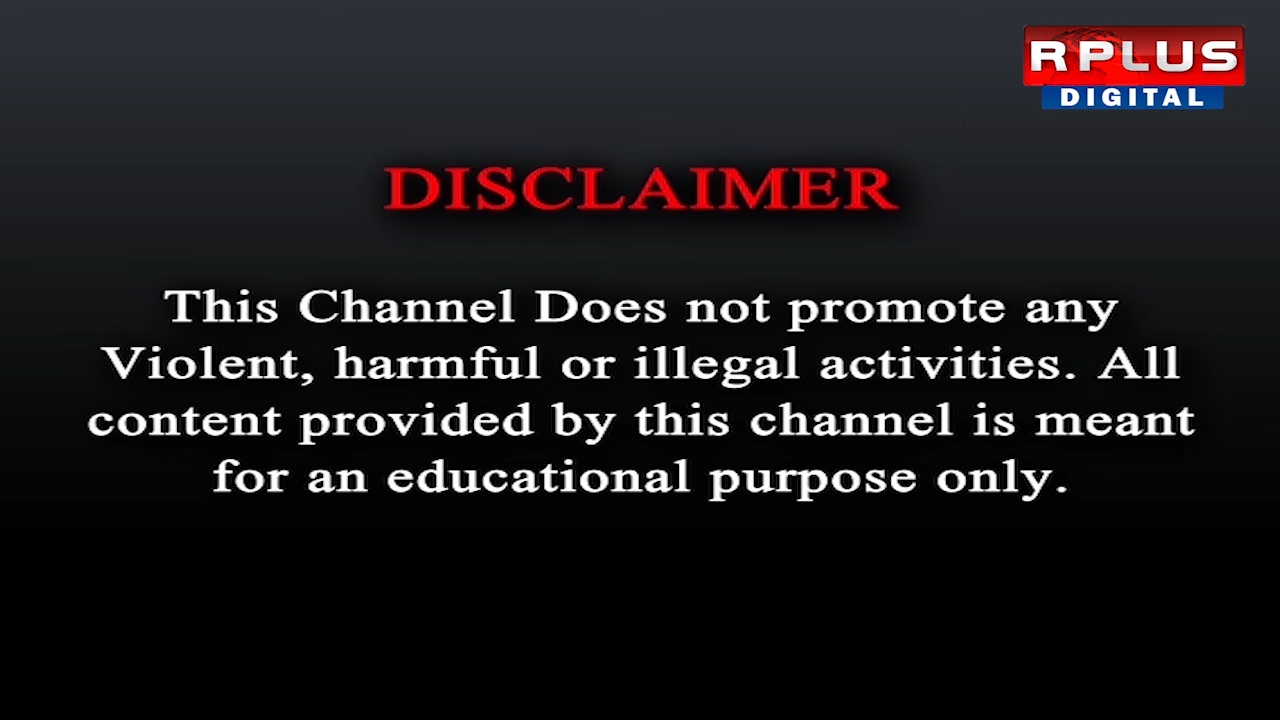 RPLUS
DIGITAL
DISCLAIMER
This Channel Does not promote any
Violent, harmful or illegal activities. All
content provided by this channel is meant
for an educational purpose only.